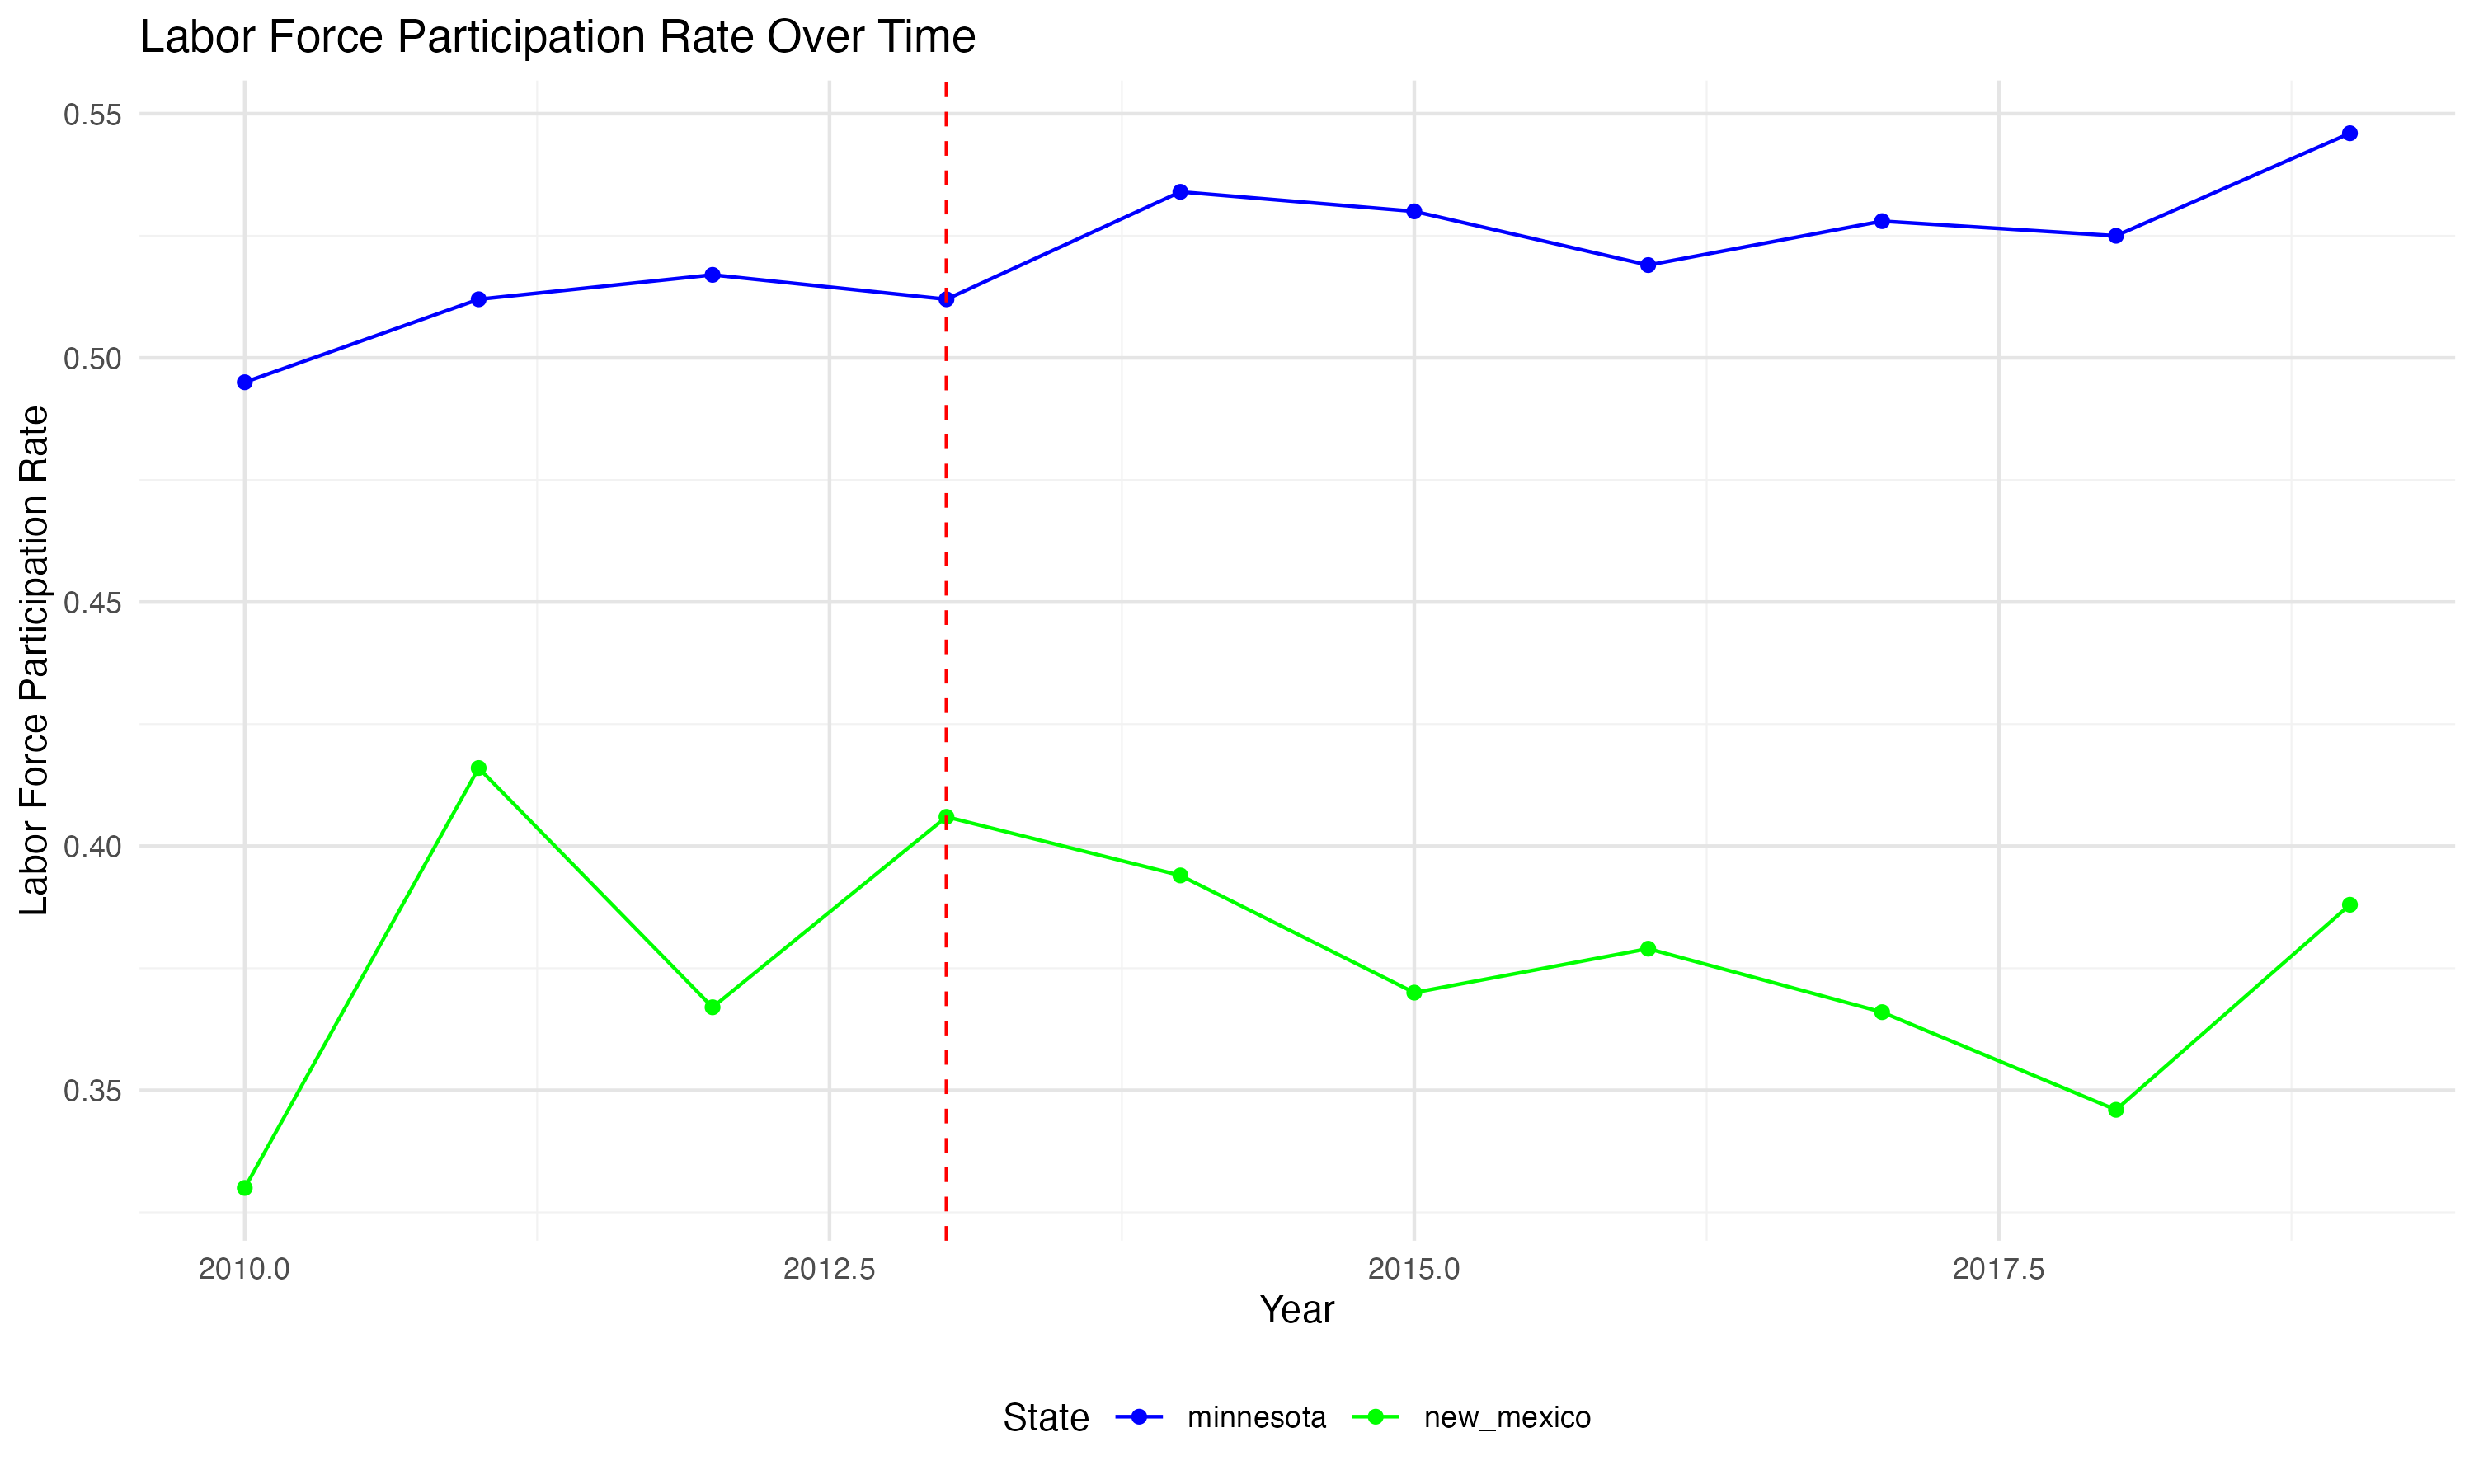 Labor Force Participation Rate Over Time
0.55
0.50
0.45
0.40
0.35
Labor Force Participation Rate
2010.0 2012.5 2015.0 2017.5
Year
State minnesota new_mexico